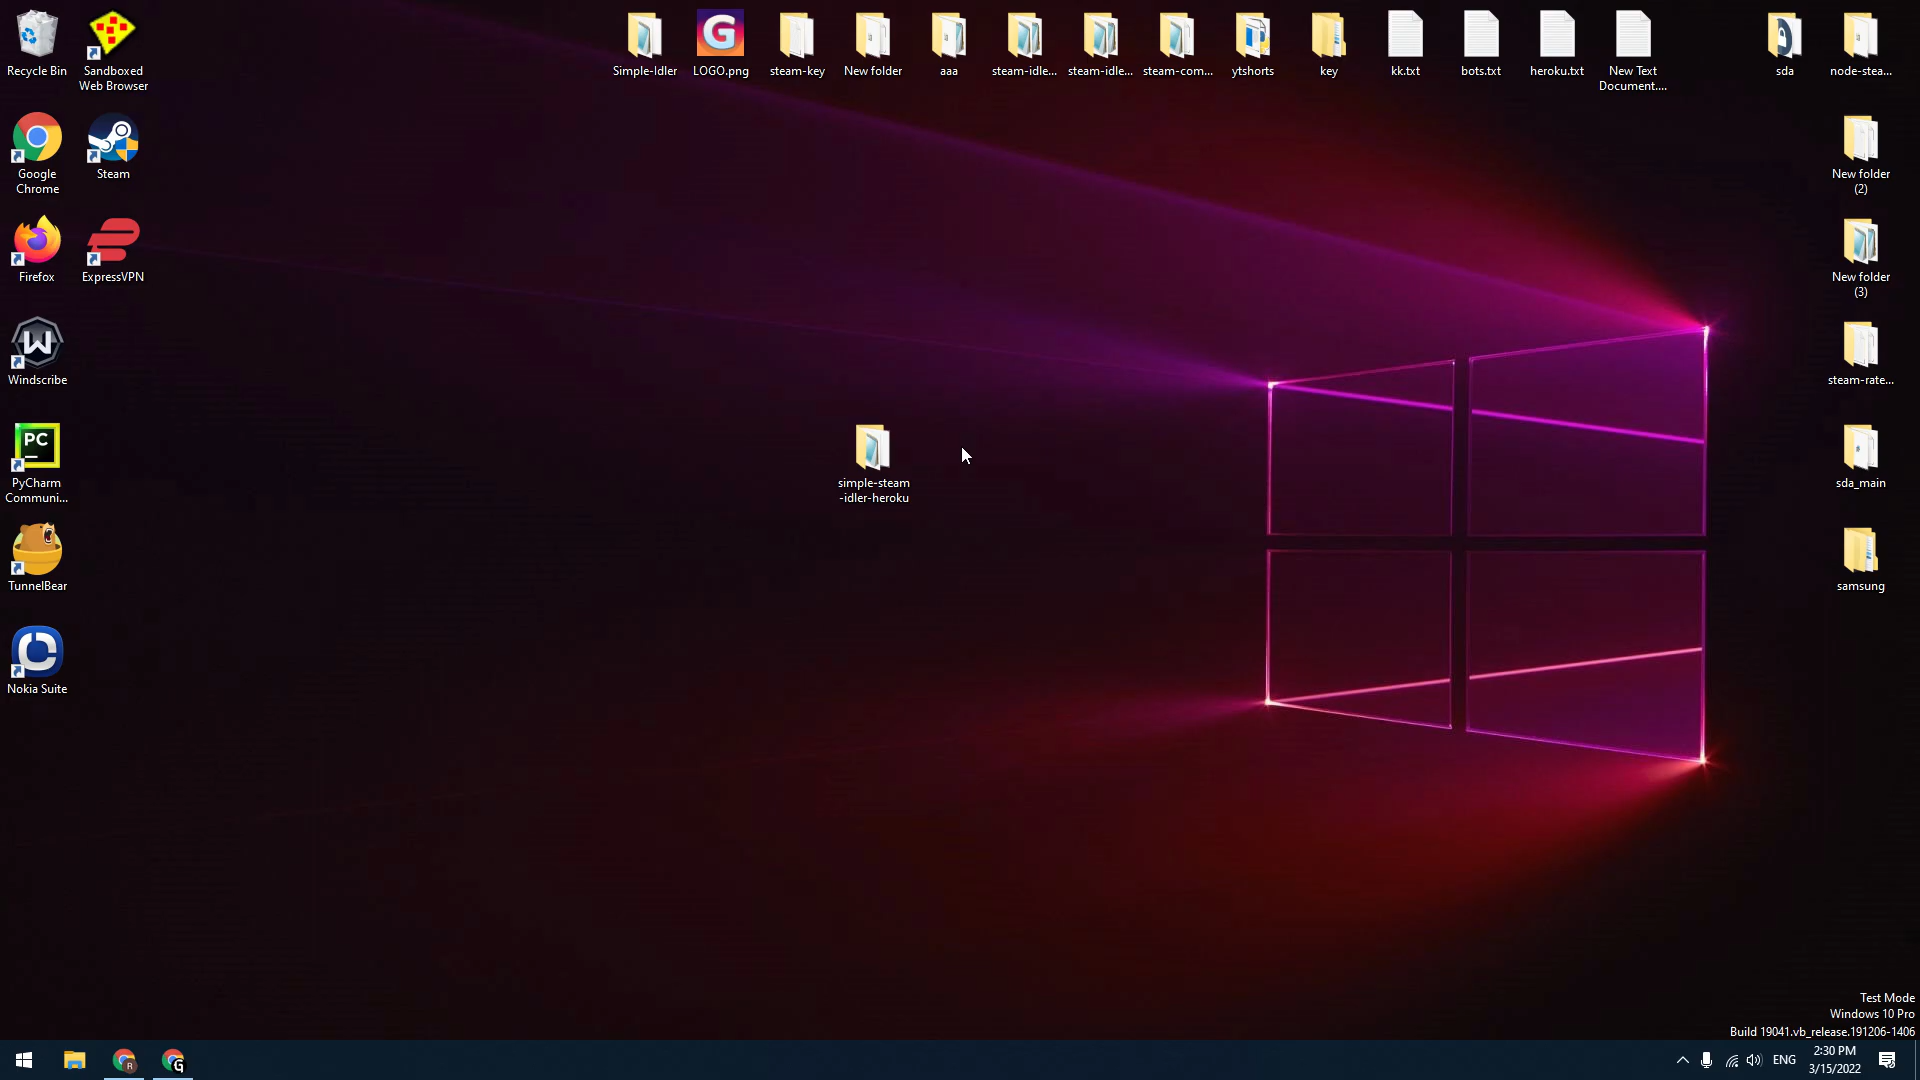 Recycle Bin
Sandboxed
Web Browser
Simple-Idler
G
LOGO.png
steam-key
New folder
aaa
steam-idle...
steam-idle...
steam-com...
ytshorts
key
kk.txt
bots.txt
heroku.txt
New Text
Document....
sda
node-stea...
Google
Chrome
Steam
New folder
(2)
Firefox
ExpressVPN
New folder
(3)
W
Windscribe
steam-rate...
PC
PyCharm
Communi...
simple-steam
-idler-heroku
sda_main
TunnelBear
samsung
Nokia Suite
Test Mode
Windows 10 Pro
Build 19041.vb_release.191206-1406
R
G
ENG
2:30 PM
3/15/2022